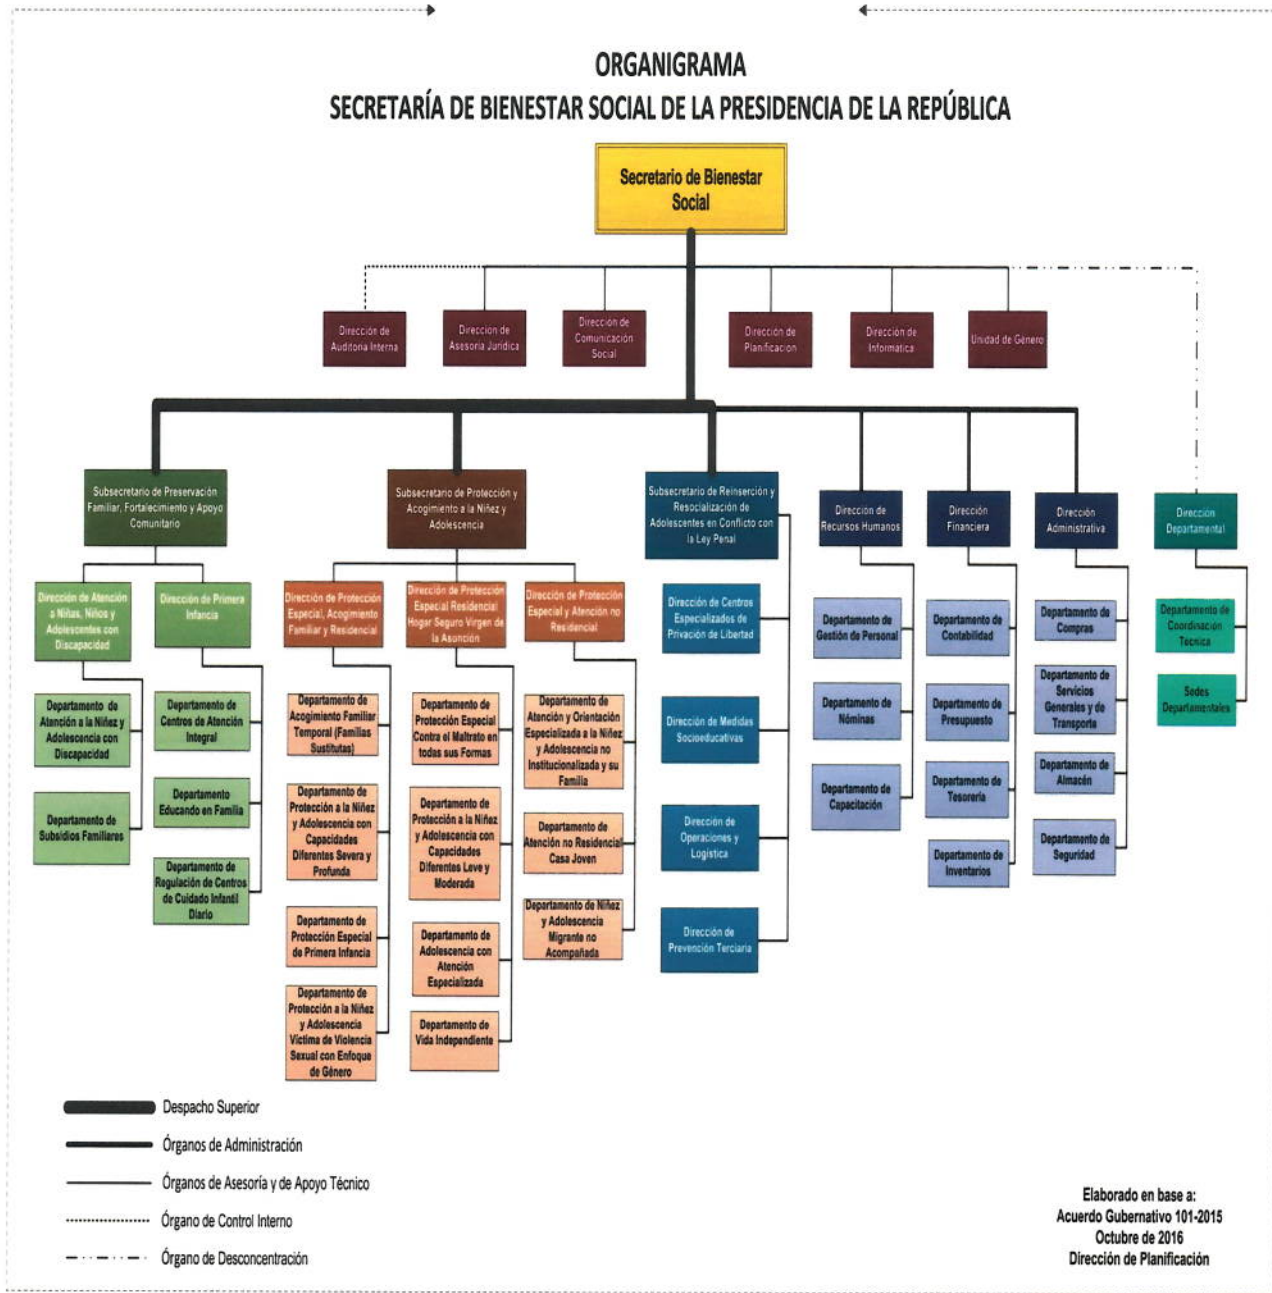 ORGANIGRAMA
SECRETARÍA DE BIENESTAR SOCIAL DE LA PRESIDENCIA DE LA REPÚBLICA
Secretario de Bienestar
Social
Dirección de
Auditoria Interna
Direccion de
Asesoria Juridica
Dirección de
Comunicación
Social
Dirección de
Planificacion
Dirección de
Informatica
Unidad de Género
Subsecretario de Preservación
Familiar, Fortalecimiento y Apoyo
Comunitario
Subsecretario de Protección y
Acogimiento a la Niñez y
Adolescencia
Subsecretario de Reinserción y
Resocialización de
Adolescentes en Conflicto con
la Ley Penal
Dirección de
Recursos Humanos
Dirección
Financiera
Dirección
Administrativa
Dirección
Departamental
Dirección de Atención
a Niñas, Niños y
Adolescentes con
Discapacidad
Dirección de Primera
Infancia
Dirección de Protección
Especial, Acogimiento
Familiar y Residencial
Dirección de Protección
Especial Residencial
Hogar Seguro Virgen de
la Asunción
Dirección de Protección
Especial y Atención no
Residencial
Departamento de
Atención a la Niñez y
Adolescencia con
Discapacidad
Departamento de
Subsidios Familiares
Departamento de
Centros de Atención
Integral
Departamento
Educando en Familia
Departamento de
Regulación de Centros
de Cuidado Infantil
Diario
Departamento de
Acogimiento Familiar
Temporal (Familias
Sustitutas)
Departamento de
Protección a la Niñez
y Adolescencia con
Capacidades
Diferentes Severa y
Profunda
Departamento de
Protección Especial
de Primera Infancia
Departamento de
Protección a la Niñez
y Adolescencia
Víctima de Violencia
Sexual con Enfoque
de Género
Departamento de
Protección Especial
Contra el Maltrato en
todas sus Formas
Departamento de
Protección a la Niñez
y Adolescencia con
Capacidades
Diferentes Leve y
Moderada
Departamento de
Adolescencia con
Atención
Especializada
Departamento de
Vida Independiente
Departamento de
Atención y Orientación
Especializada a la Niñez
y Adolescencia no
Institucionalizada y su
Familia
Departamento de
Atención no Residencial
Casa Joven
Departamento de Niñez
y Adolescencia
Migrante no
Acompañada
Dirección de Centros
Especializados de
Privación de Libertad
Dirección de Medidas
Socioeducativas
Dirección de
Operaciones y
Logística
Dirección de
Prevención Terciaria
Departamento de
Gestión de Personal
Departamento de
Nóminas
Departamento de
Capacitación
Departamento de
Contabilidad
Departamento de
Presupuesto
Departamento de
Tesorería
Departamento de
Inventarios
Departamento de
Compras
Departamento de
Servicios
Generales y de
Transporte
Departamento de
Almacén
Departamento de
Seguridad
Departamento de
Coordinación
Técnica
Sedes
Departamentales
Despacho Superior
Órganos de Administración
Órganos de Asesoría y de Apoyo Técnico
Órgano de Control Interno
Órgano de Desconcentración
Elaborado en base a:
Acuerdo Gubernativo 101-2015
Octubre de 2016
Dirección de Planificación